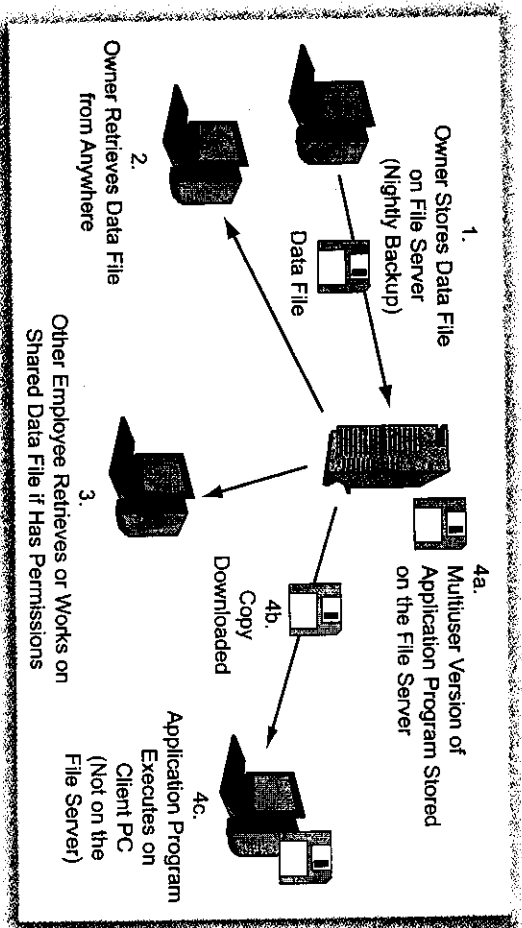 1.
Owner Stores Data File
on File Server
(Nightly Backup)
Data File
2.
Owner Retrieves Data File
from Anywhere
3.
Other Employee Retrieves or Works on
Shared Data File if Has Permissions
4a.
Multiuser Version of
Application Program Stored
on the File Server
4b.
Copy
Downloaded
4c.
Application Program
Executes on
Client PC
(Not on the
File Server)